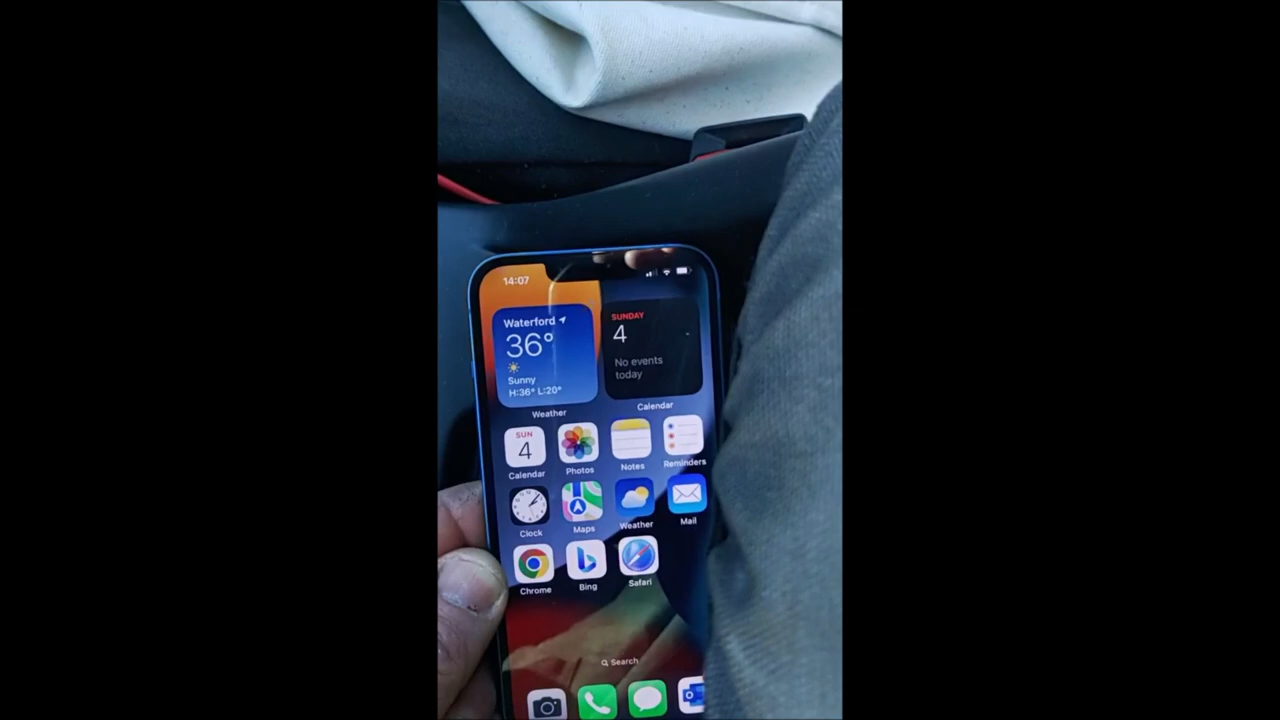 14:07
Waterford
36°
Sunny
H:36° L:20°
Weather
SUNDAY
4
No events
today
Calendar
SUN
4
Calendar
Photos
Notes
Reminders
Clock
Maps
Weather
Mail
Chrome
Bing
Safari
Search